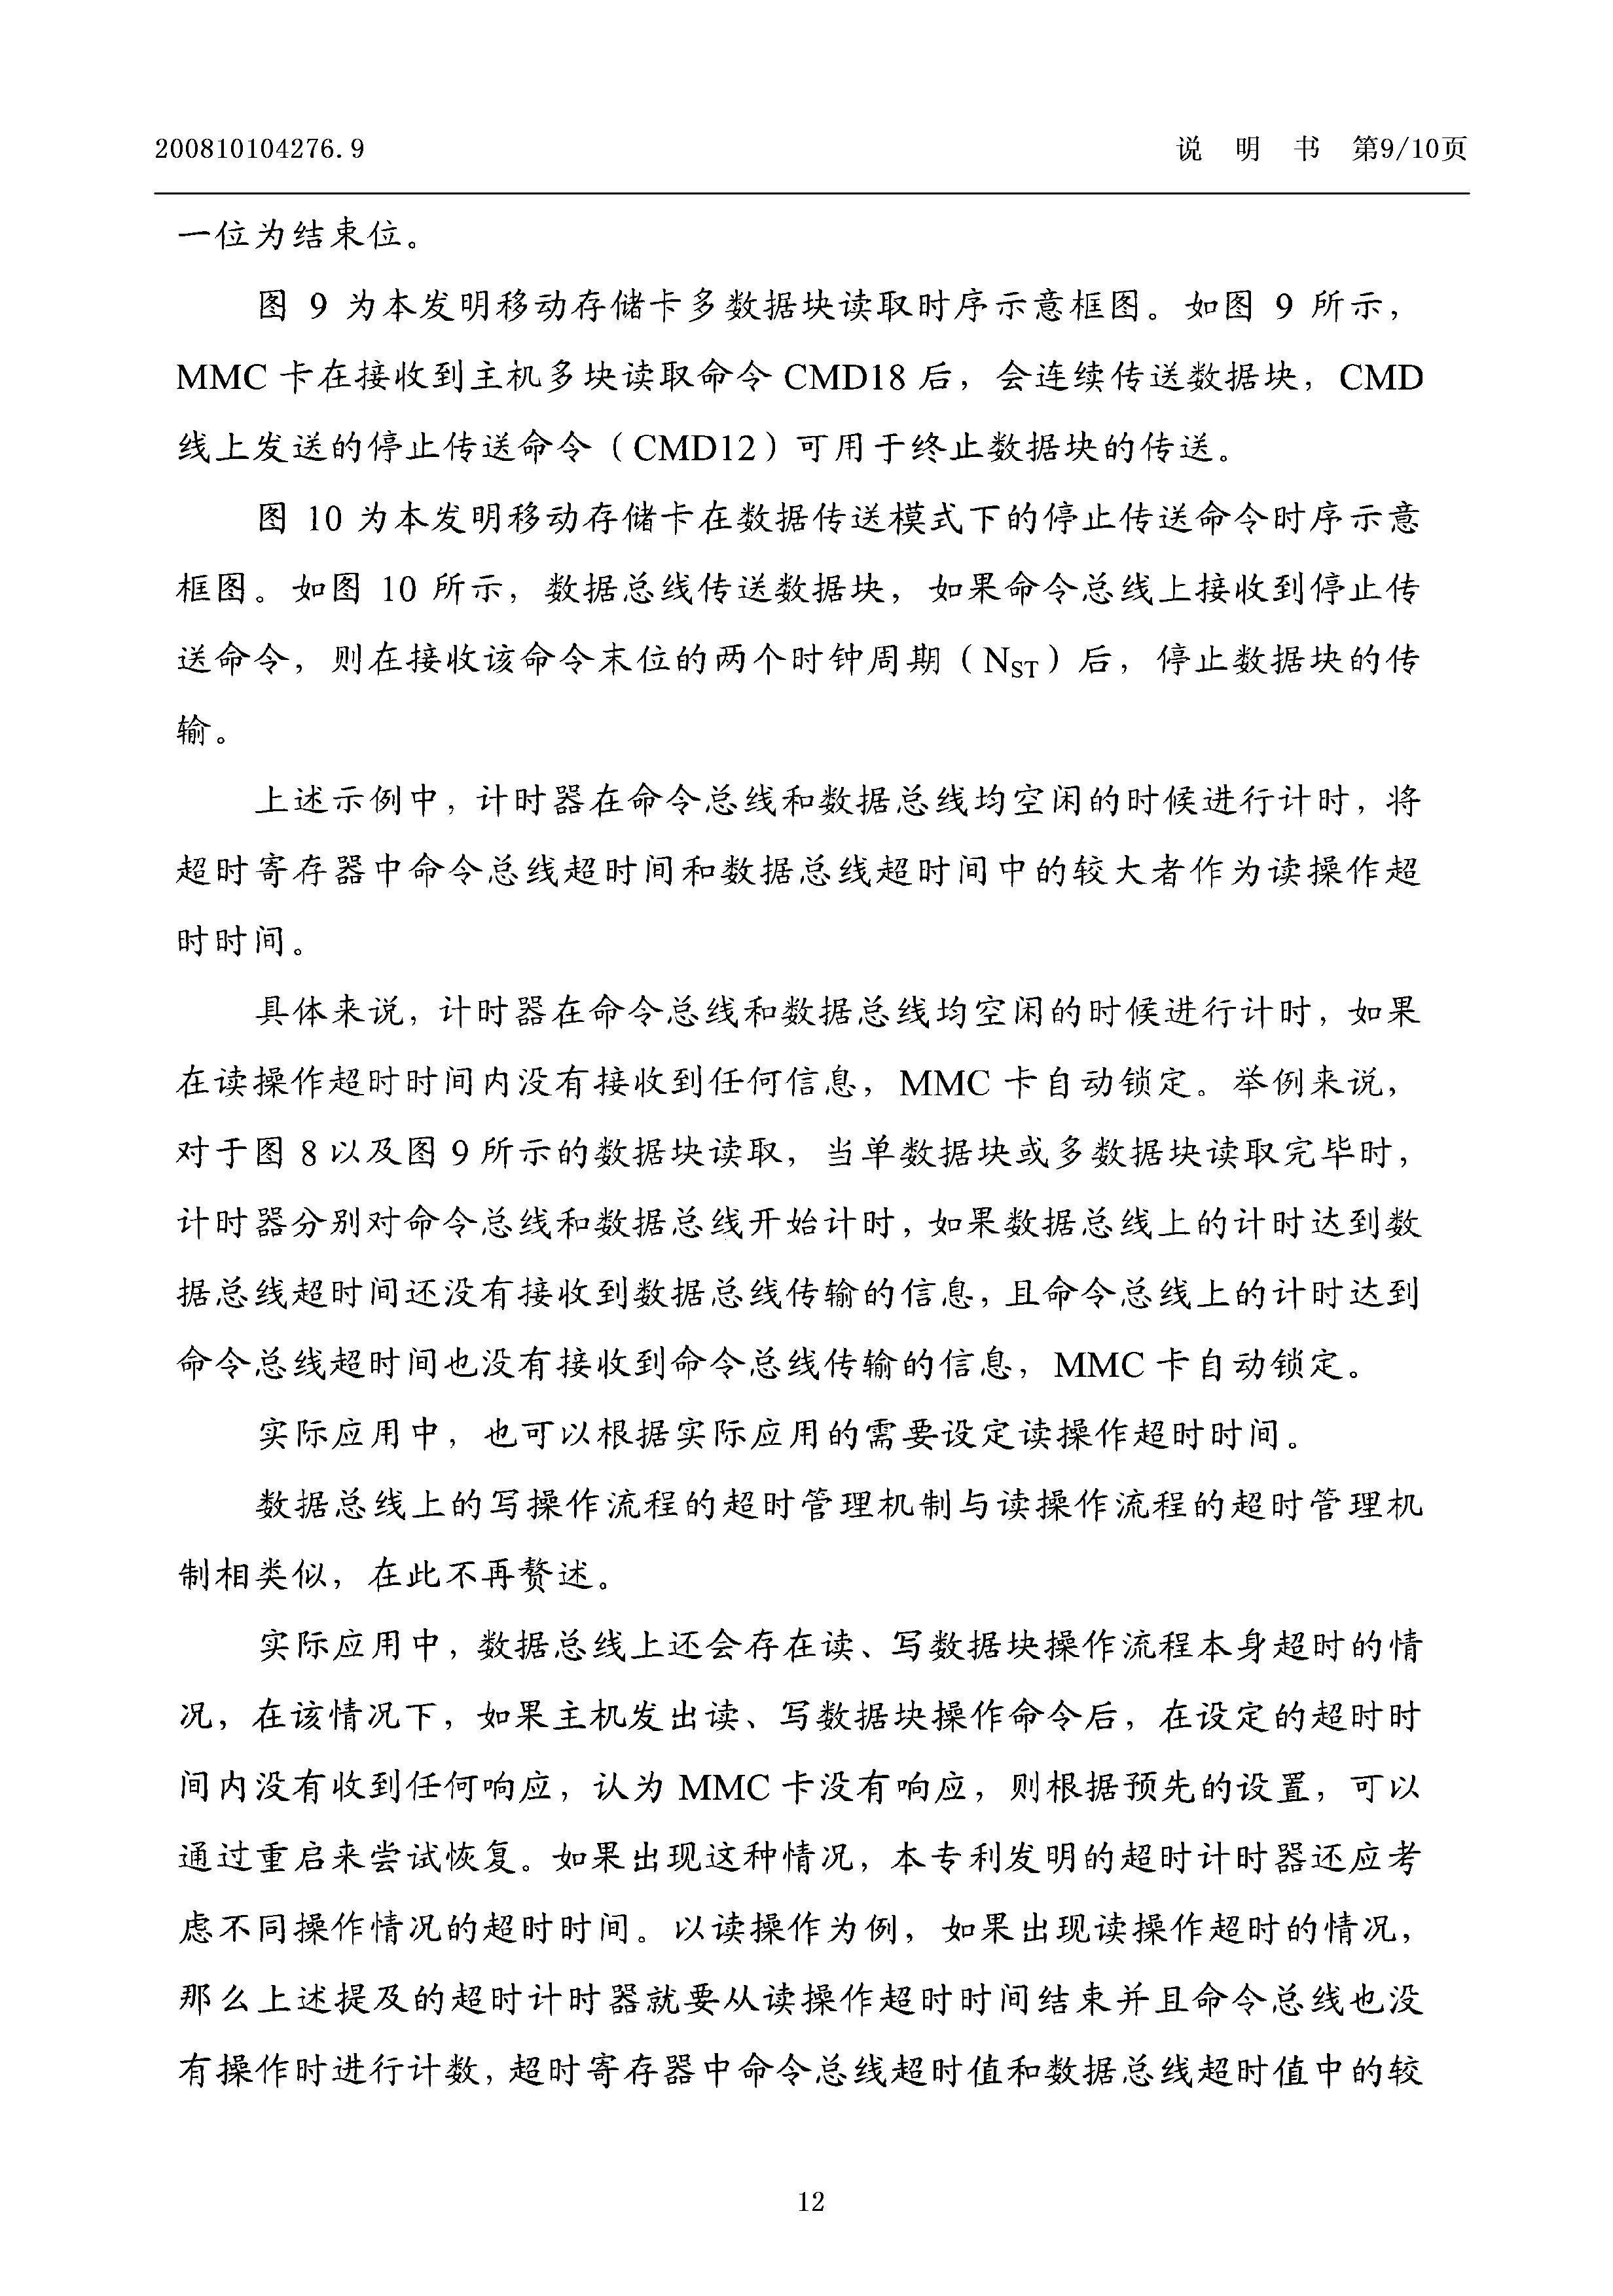 200810104276.9 说 明 书 第9/10页
一位为结束位。
图 9 为本发明移动存储卡多数据块读取时序示意框图。如图 9 所示，
MMC 卡在接收到主机多块读取命令 CMD18 后，会连续传送数据块，CMD
线上发送的停止传送命令（CMD12）可用于终止数据块的传送。
图 10 为本发明移动存储卡在数据传送模式下的停止传送命令时序示意
框图。如图 10 所示，数据总线传送数据块，如果命令总线上接收到停止传
送命令，则在接收该命令末位的两个时钟周期（N_ST）后，停止数据块的传
输。
上述示例中，计时器在命令总线和数据总线均空闲的时候进行计时，将
超时寄存器中命令总线超时间和数据总线超时间中的较大者作为读操作超
时时间。
具体来说，计时器在命令总线和数据总线均空闲的时候进行计时，如果
在读操作超时时间内没有接收到任何信息，MMC 卡自动锁定。举例来说，
对于图 8 以及图 9 所示的数据块读取，当单数据块或多数据块读取完毕时，
计时器分别对命令总线和数据总线开始计时，如果数据总线上的计时达到数
据总线超时间还没有接收到数据总线传输的信息，且命令总线上的计时达到
命令总线超时间也没有接收到命令总线传输的信息，MMC 卡自动锁定。
实际应用中，也可以根据实际应用的需要设定读操作超时时间。
数据总线上的写操作流程的超时管理机制与读操作流程的超时管理机
制相类似，在此不再赘述。
实际应用中，数据总线上还会存在读、写数据块操作流程本身超时的情
况，在该情况下，如果主机发出读、写数据块操作命令后，在设定的超时时
间内没有收到任何响应，认为 MMC 卡没有响应，则根据预先的设置，可以
通过重启来尝试恢复。如果出现这种情况，本专利发明的超时计时器还应考
虑不同操作情况的超时时间。以读操作为例，如果出现读操作超时的情况，
那么上述提及的超时计时器就要从读操作超时时间结束并且命令总线也没
有操作时进行计数，超时寄存器中命令总线超时值和数据总线超时值中的较
12